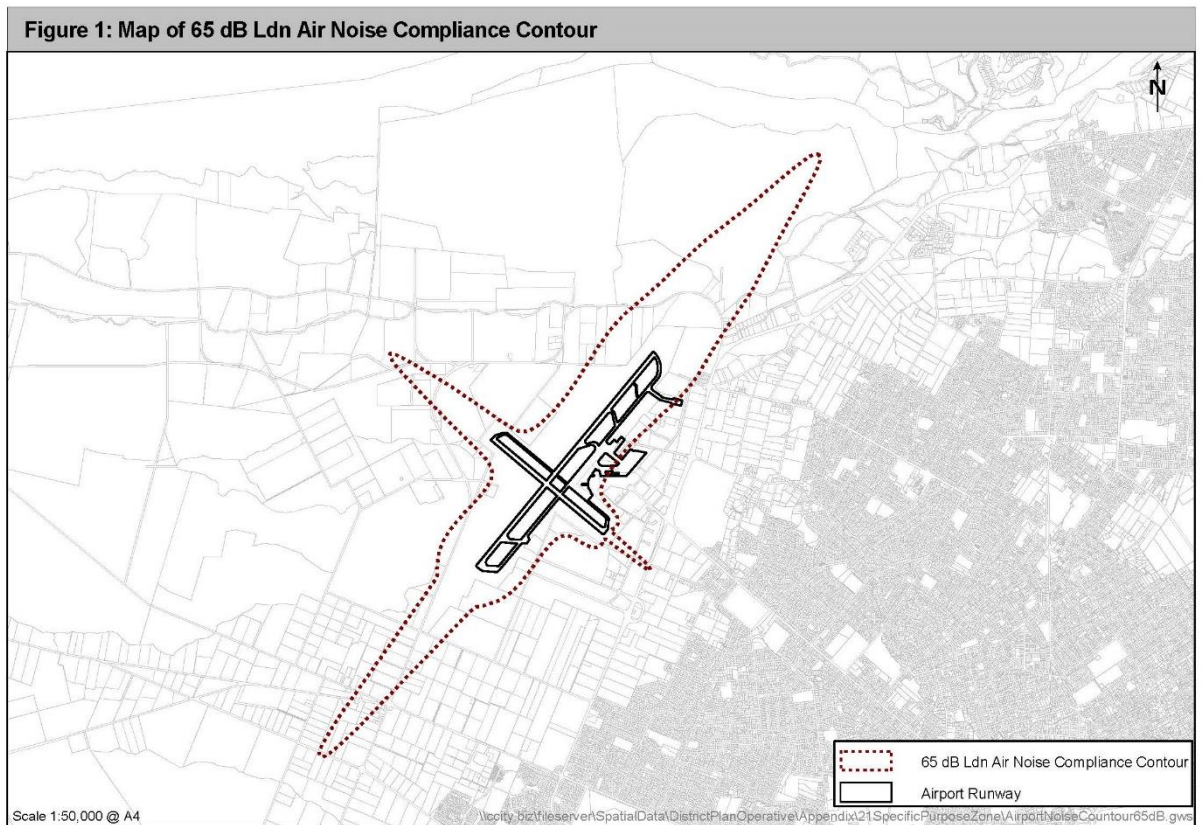 Figure 1: Map of 65 dB Ldn Air Noise Compliance Contour
N
65 dB Ldn Air Noise Compliance Contour
Airport Runway
Scale 1:50,000 @ A4
\\ccity.biz\fileserver\SpatialData\DistrictPlanOperative\Appendix\21SpecificPurposeZone\AirportNoiseCountour65dB.gws